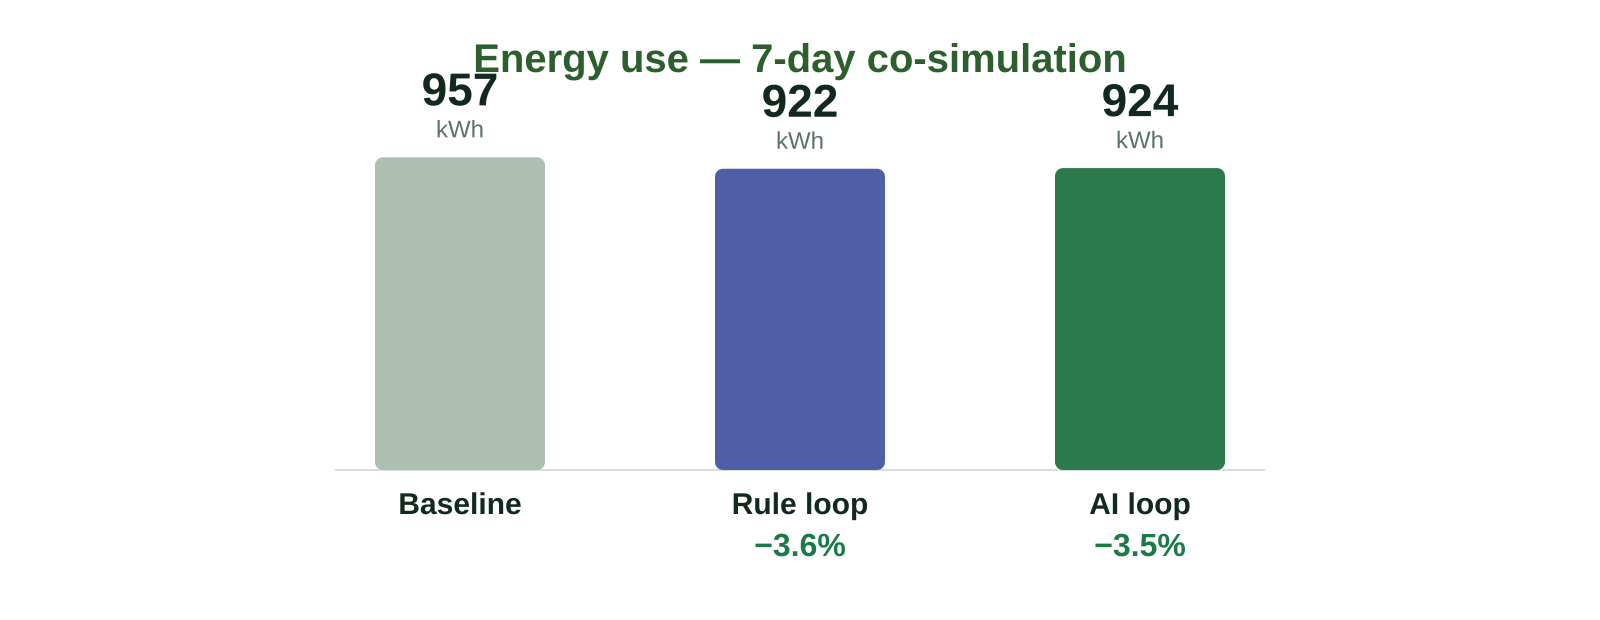 Energy use — 7-day co-simulation
957
kWh
922
kWh
924
kWh
Baseline
Rule loop
−3.6%
AI loop
−3.5%